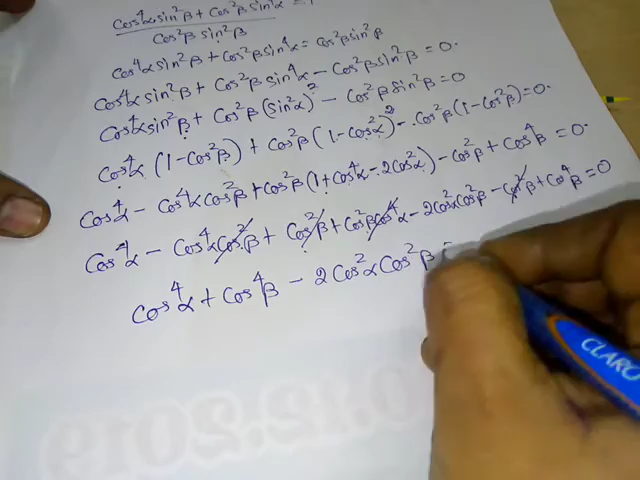 cos⁴α sin²β + cos²β sin⁴α = 1
cos²β sin²β
cos⁴α sin²β + cos²β sin⁴α = cos²β sin²β
cos⁴α sin²β + cos²β sin⁴α - cos²β sin²β = 0.
cos⁴α sin²β + cos²β (sin²α)² - cos²β sin²β = 0
cos⁴α (1 - cos²β) + cos²β (1 - cos²α)² - cos²β (1 - cos²β) = 0.
cos⁴α - cos⁴α cos²β + cos²β (1 + cos⁴α - 2cos²α) - cos²β + cos⁴β = 0.
cos⁴α - cos⁴α cos²β + cos²β + cos²β cos⁴α - 2cos²α cos²β - cos²β + cos⁴β = 0
cos⁴α + cos⁴β - 2cos²α cos²β =
CLARO